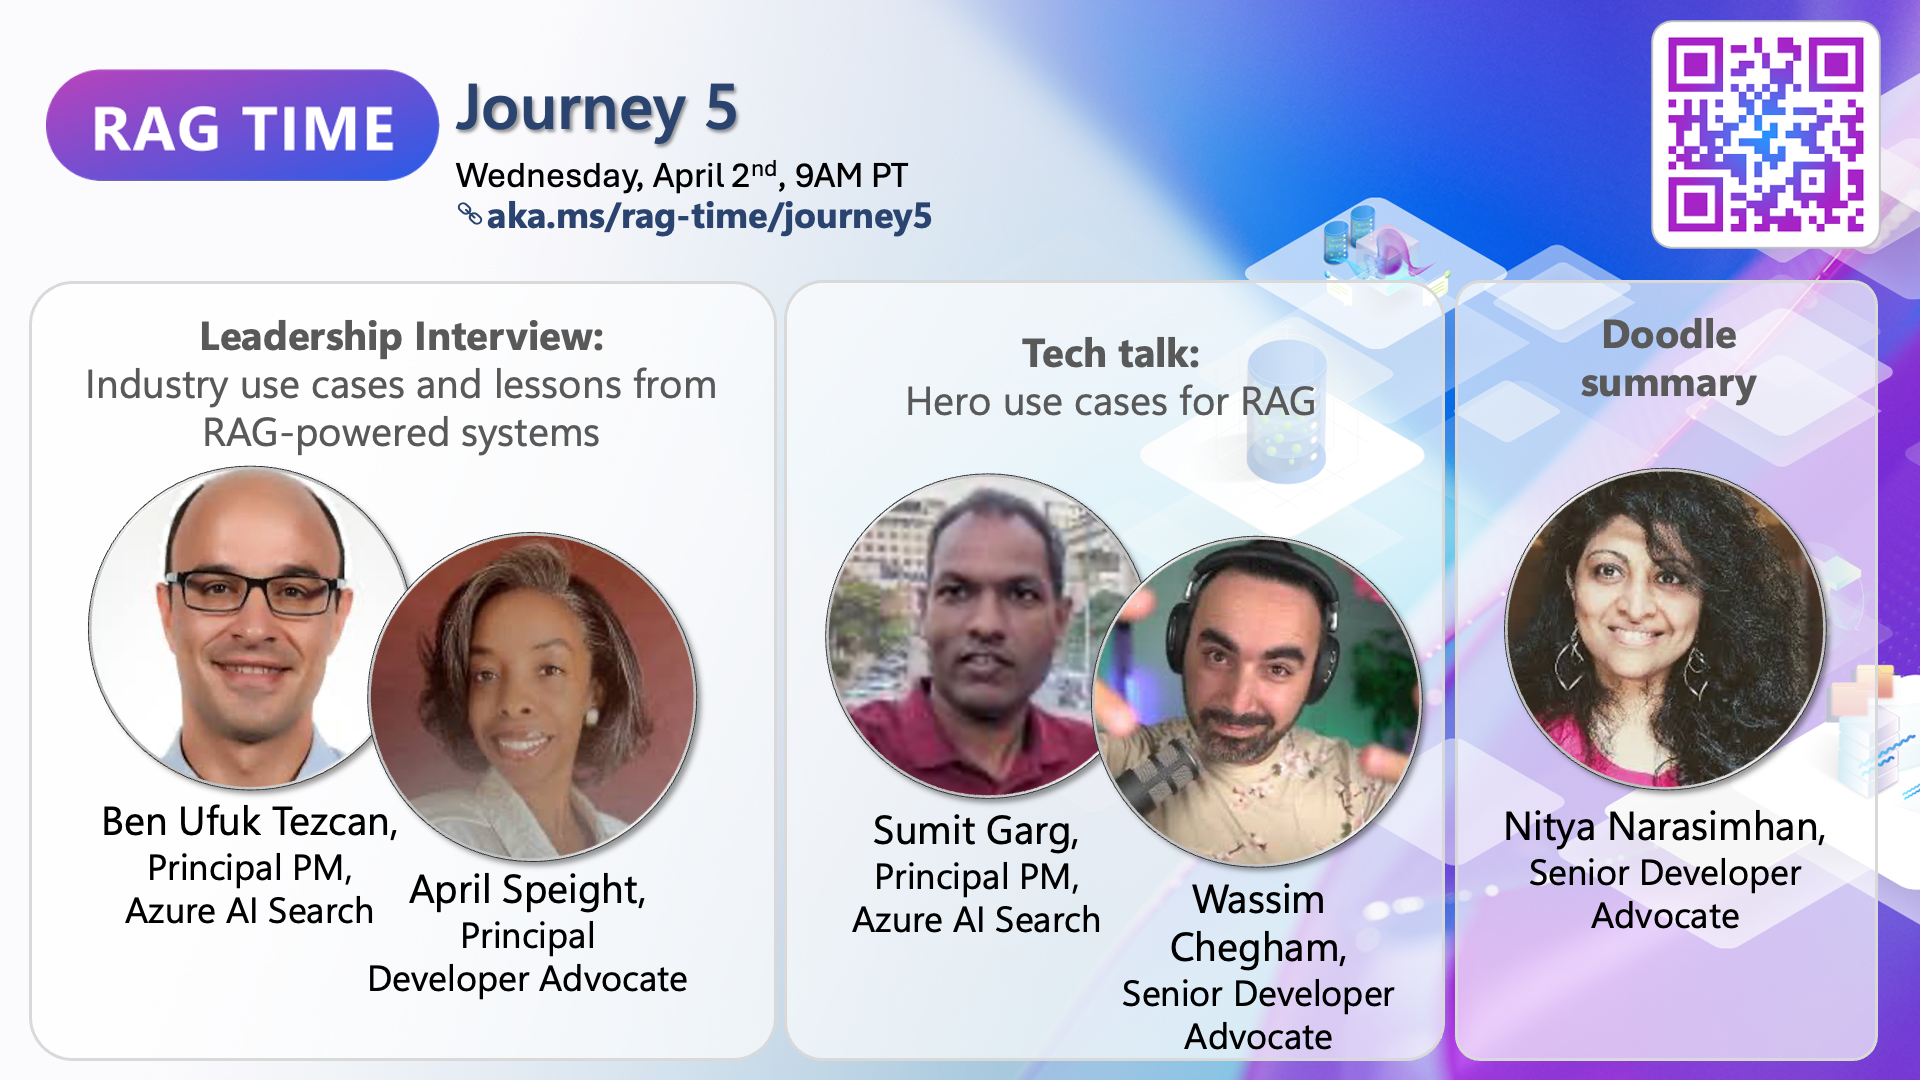 RAG TIME
Journey 5
Wednesday, April 2nd, 9AM PT
aka.ms/rag-time/journey5
Leadership Interview:
Industry use cases and lessons from
RAG-powered systems
Ben Ufuk Tezcan,
Principal PM,
Azure AI Search
April Speight,
Principal
Developer Advocate
Tech talk:
Hero use cases for RAG
Sumit Garg,
Principal PM,
Azure AI Search
Wassim
Chegham,
Senior Developer
Advocate
Doodle
summary
Nitya Narasimhan,
Senior Developer
Advocate